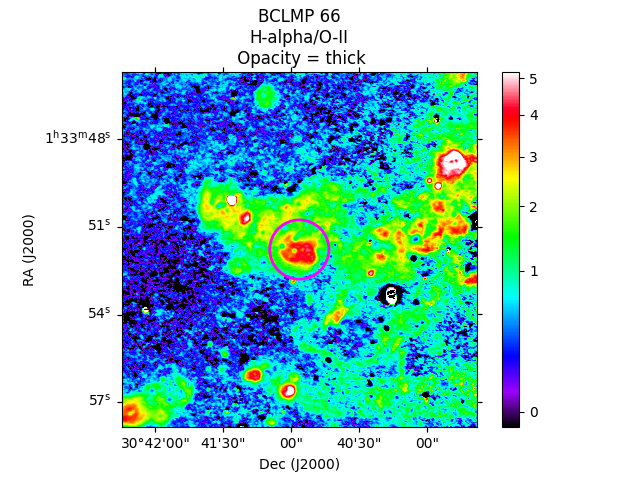 BCLMP 66
H-alpha/O-II
Opacity = thick
1ʰ33ᵐ48ˢ
51ˢ
54ˢ
57ˢ
RA (J2000)
30°42'00" 41'30" 00" 40'30" 00"
Dec (J2000)
5
4
3
2
1
0